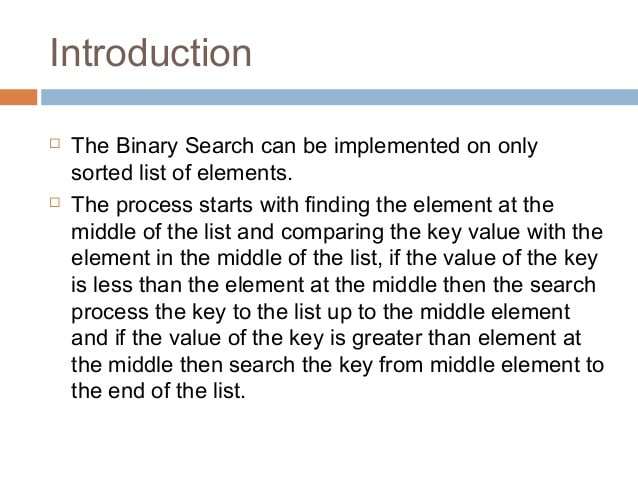 Introduction
The Binary Search can be implemented on only
sorted list of elements.
The process starts with finding the element at the
middle of the list and comparing the key value with the
element in the middle of the list, if the value of the key
is less than the element at the middle then the search
process the key to the list up to the middle element
and if the value of the key is greater than element at
the middle then search the key from middle element to
the end of the list.